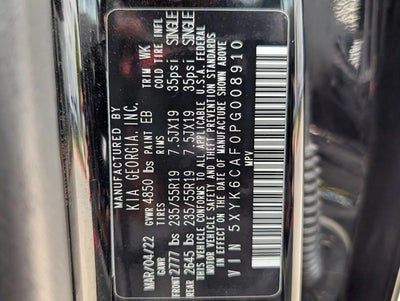 MANUFACTURED BY
KIA GEORGIA, INC.
MAR/04/22 GVWR 4850 lbs PAINT EB TRIM WK
GAWR TIRES RIMS COLD TIRE INFL
FRONT 2777 lbs 235/55R19 7.5JX19 35psi SINGLE
REAR 2645 lbs 235/55R19 7.5JX19 35psi SINGLE
THIS VEHICLE CONFORMS TO ALL APPLICABLE U.S.A. FEDERAL
MOTOR VEHICLE SAFETY AND THEFT PREVENTION STANDARDS
IN EFFECT ON THE DATE OF MANUFACTURE SHOWN ABOVE.
VIN 5XYK6CAF0PG008910
MPV